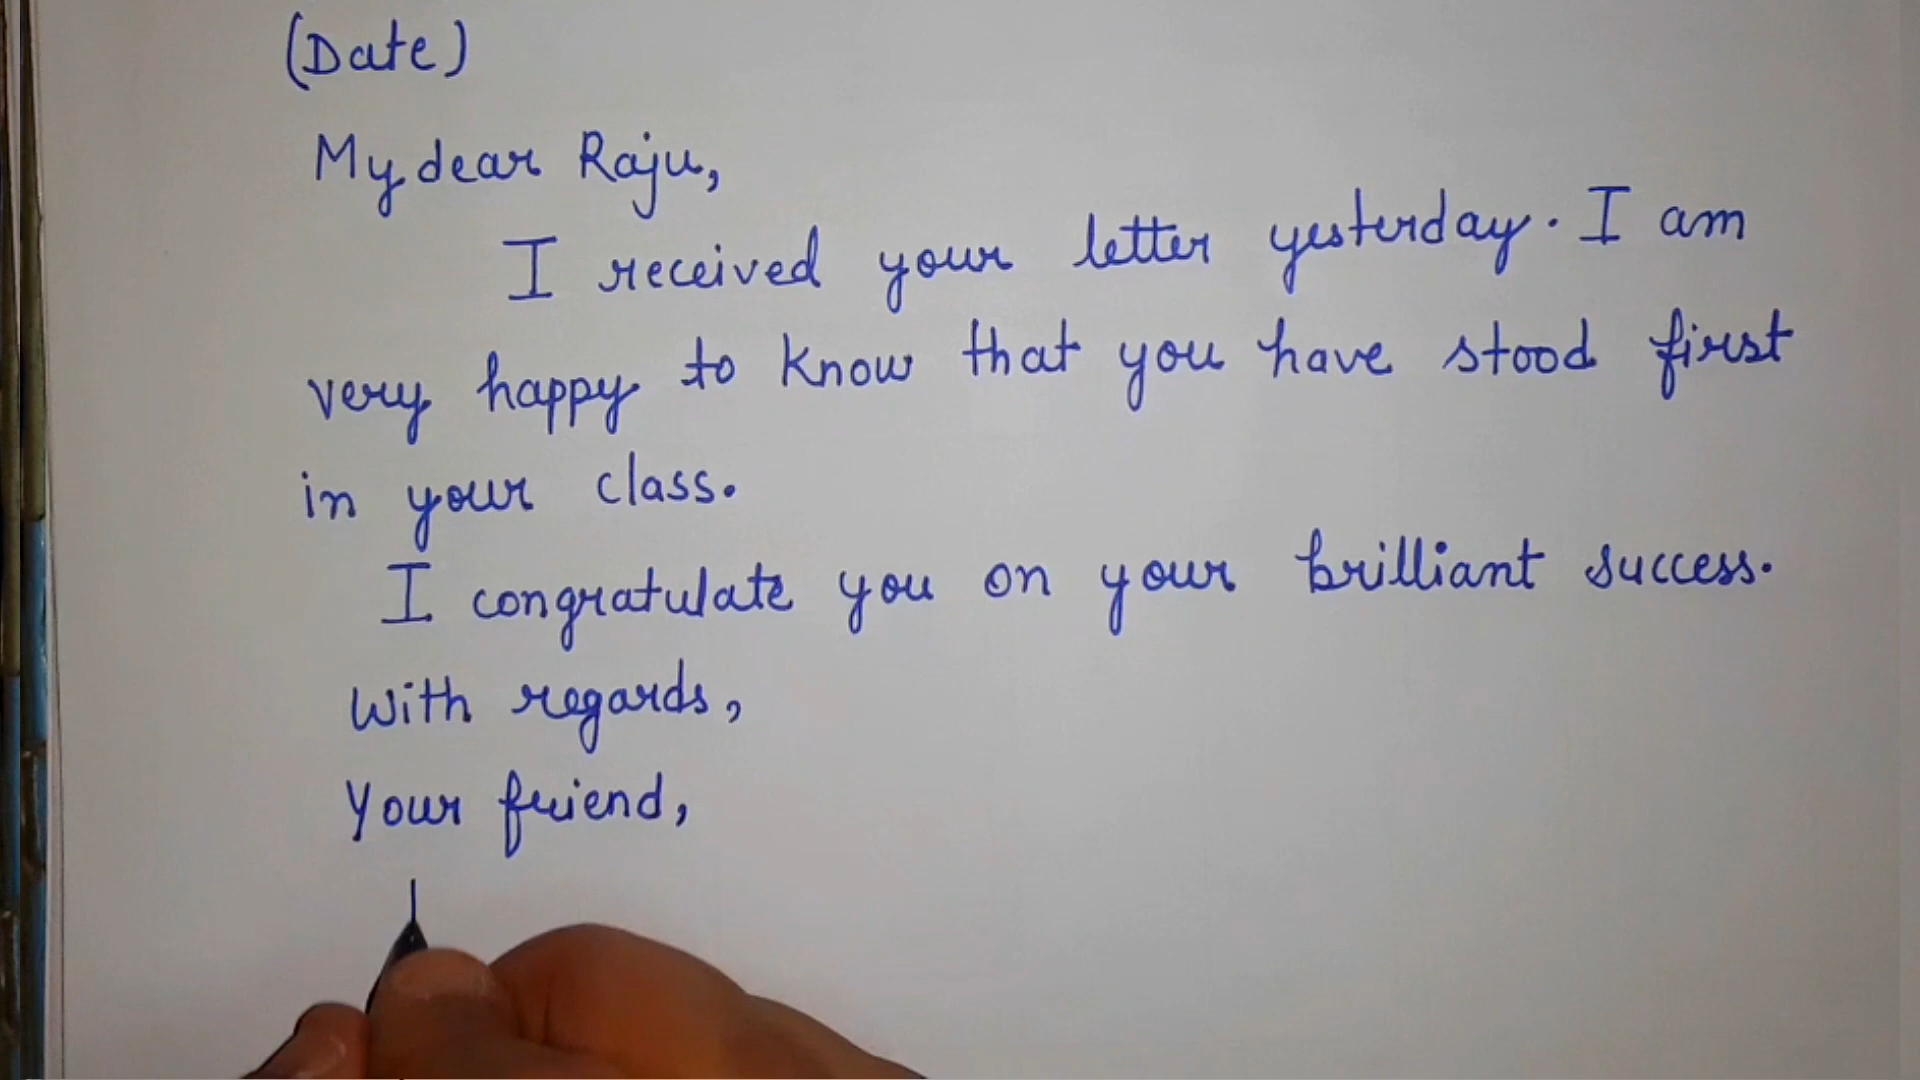 (Date)
My dear Raju,
I received your letter yesterday. I am
very happy to know that you have stood first
in your class.
I congratulate you on your brilliant success.
With regards,
Your friend,